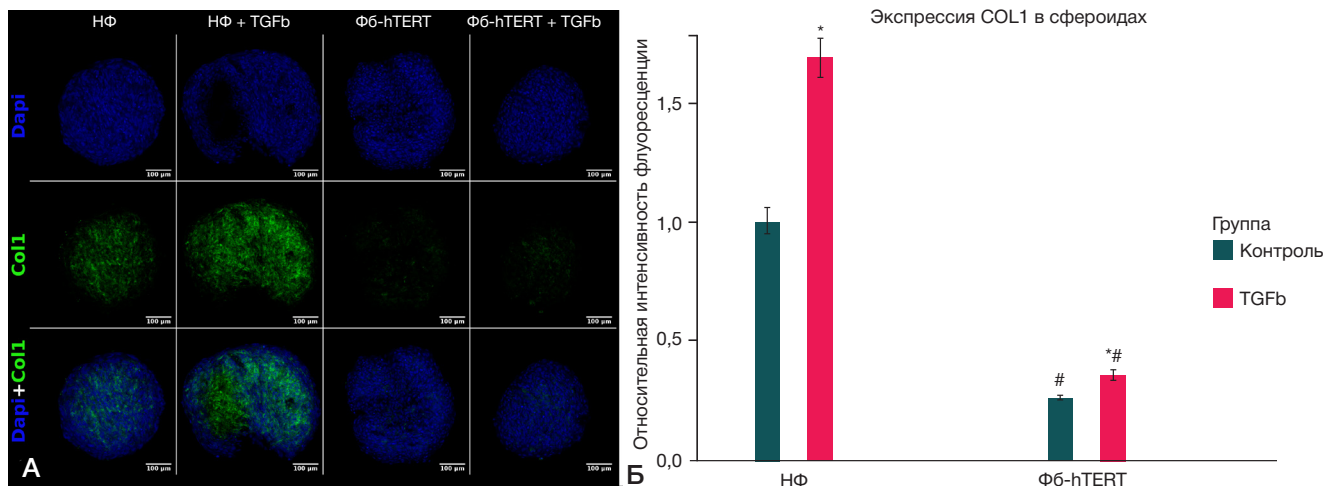 НФ
НФ + TGFb
Фб-hTERT
Фб-hTERT + TGFb
Dapi
100 µm
100 µm
100 µm
100 µm
Col1
100 µm
100 µm
100 µm
100 µm
Dapi+Col1
100 µm
100 µm
100 µm
100 µm
А
Экспрессия COL1 в сфероидах
Относительная интенсивность флуоресценции
1,5
1,0
0,5
0,0
*
#
*#
НФ
Фб-hTERT
Группа
Контроль
TGFb
Б